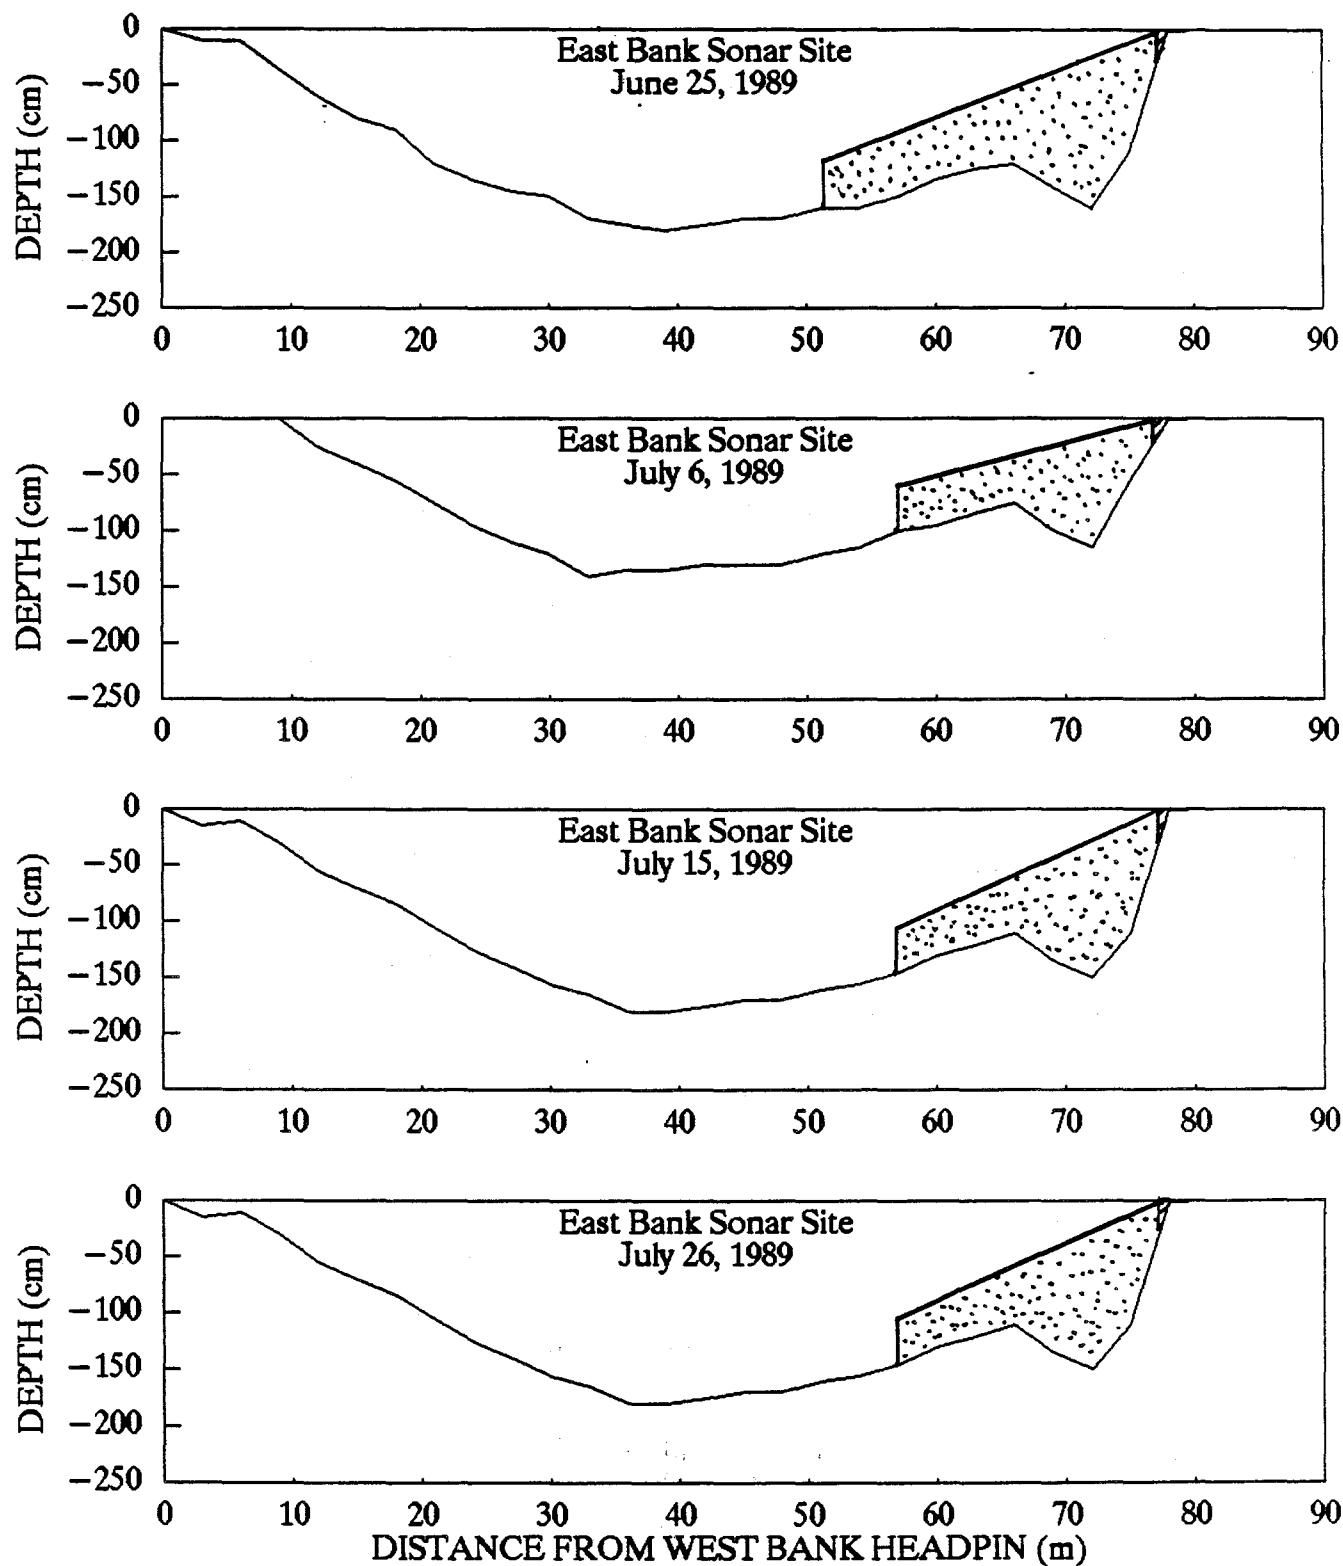 East Bank Sonar Site
June 25, 1989
DEPTH (cm)
0
−50
−100
−150
−200
−250
0 10 20 30 40 50 60 70 80 90
East Bank Sonar Site
July 6, 1989
DEPTH (cm)
0
−50
−100
−150
−200
−250
0 10 20 30 40 50 60 70 80 90
East Bank Sonar Site
July 15, 1989
DEPTH (cm)
0
−50
−100
−150
−200
−250
0 10 20 30 40 50 60 70 80 90
East Bank Sonar Site
July 26, 1989
DEPTH (cm)
0
−50
−100
−150
−200
−250
0 10 20 30 40 50 60 70 80 90
DISTANCE FROM WEST BANK HEADPIN (m)